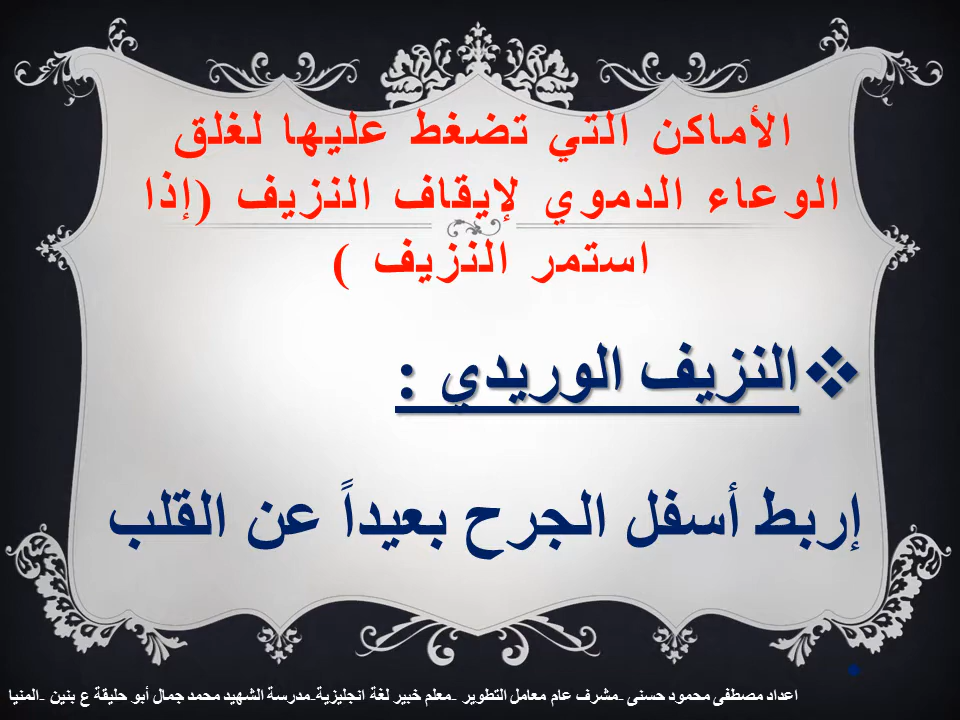 الأماكن التي تضغط عليها لغلق
الوعاء الدموي لإيقاف النزيف (إذا
استمر النزيف )
❖النزيف الوريدي :
إربط أسفل الجرح بعيداً عن القلب
•
اعداد مصطفى محمود حسنى -مشرف عام معامل التطوير -معلم خبير لغة انجليزية-مدرسة الشهيد محمد جمال أبو حليقة ع بنين -المنيا